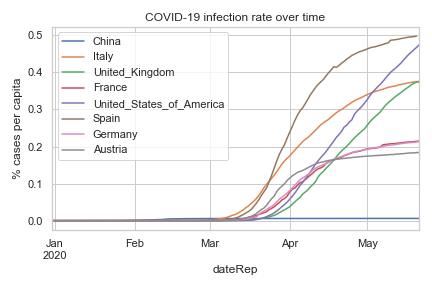 COVID-19 infection rate over time
% cases per capita
0.5
0.4
0.3
0.2
0.1
0.0
China
Italy
United_Kingdom
France
United_States_of_America
Spain
Germany
Austria
Jan
2020
Feb
Mar
Apr
May
dateRep